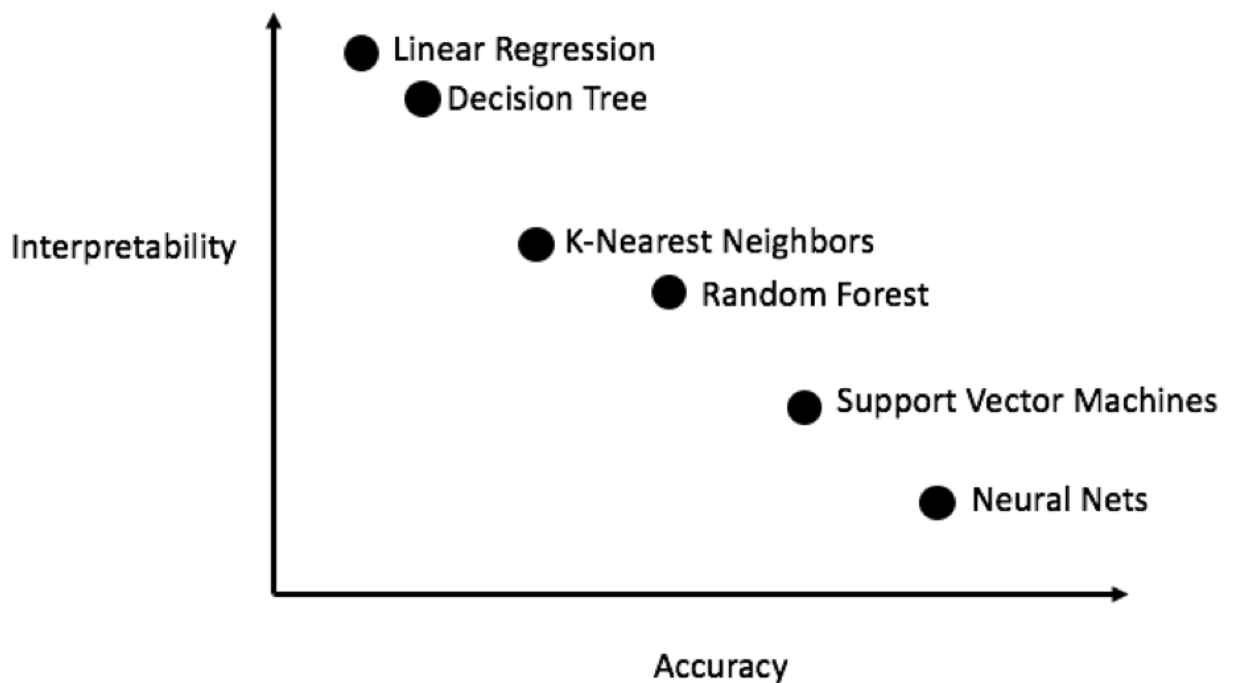 Linear Regression
Decision Tree
Interpretability
K-Nearest Neighbors
Random Forest
Support Vector Machines
Neural Nets
Accuracy